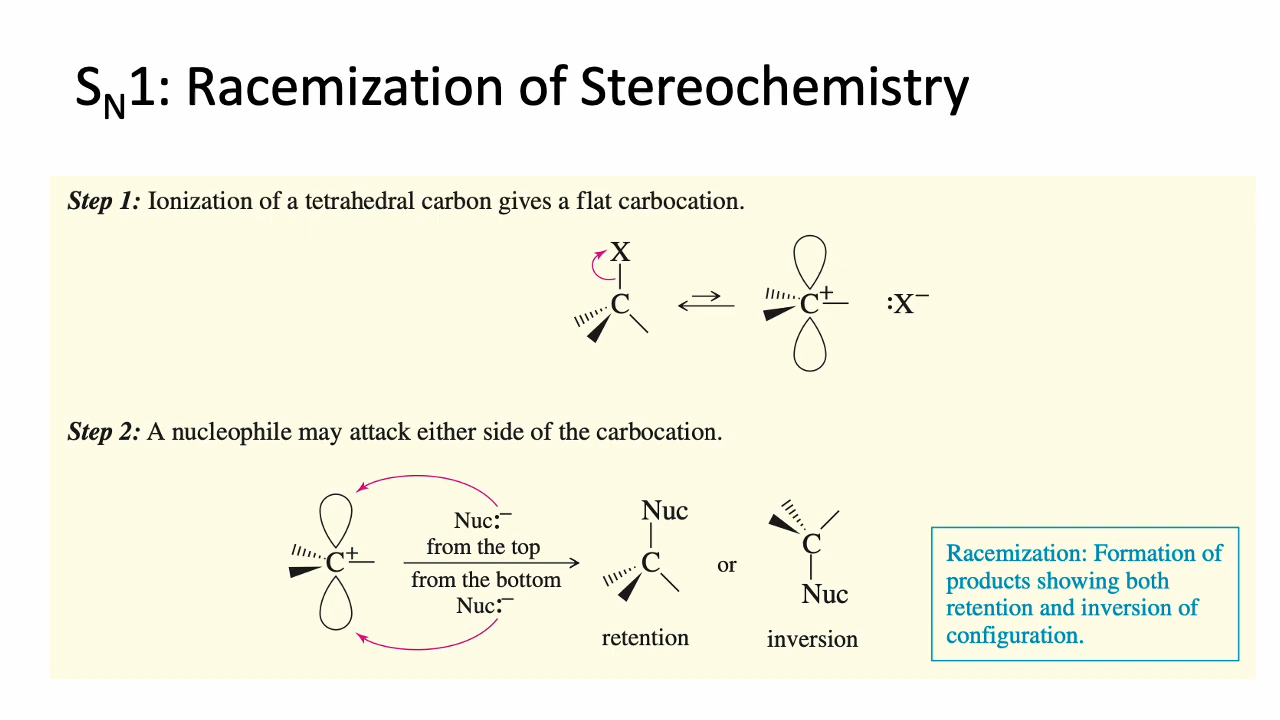 S_N1: Racemization of Stereochemistry
Step 1: Ionization of a tetrahedral carbon gives a flat carbocation.
X
C
C+
:X−
Step 2: A nucleophile may attack either side of the carbocation.
C+
Nuc:−
from the top
from the bottom
Nuc:−
Nuc
C
retention
or
C
Nuc
inversion
Racemization: Formation of
products showing both
retention and inversion of
configuration.